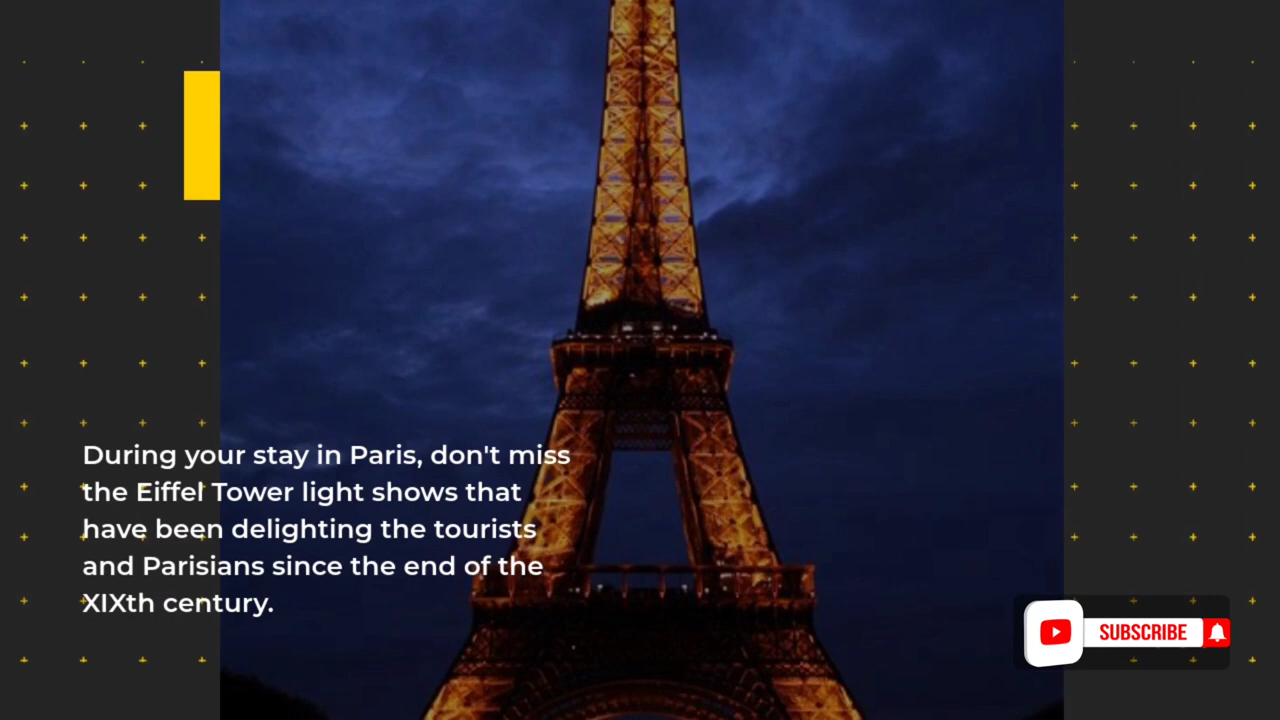 During your stay in Paris, don't miss
the Eiffel Tower light shows that
have been delighting the tourists
and Parisians since the end of the
XIXth century.
SUBSCRIBE